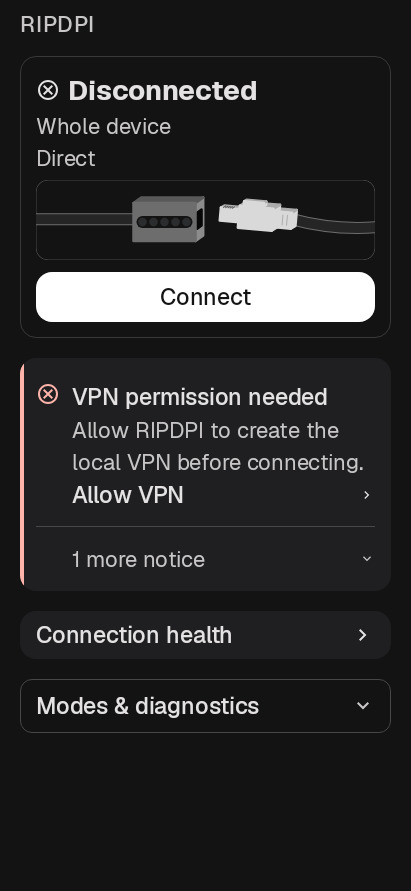 RIPDPI
Disconnected
Whole device
Direct
Connect
VPN permission needed
Allow RIPDPI to create the
local VPN before connecting.
Allow VPN
1 more notice
Connection health
Modes & diagnostics